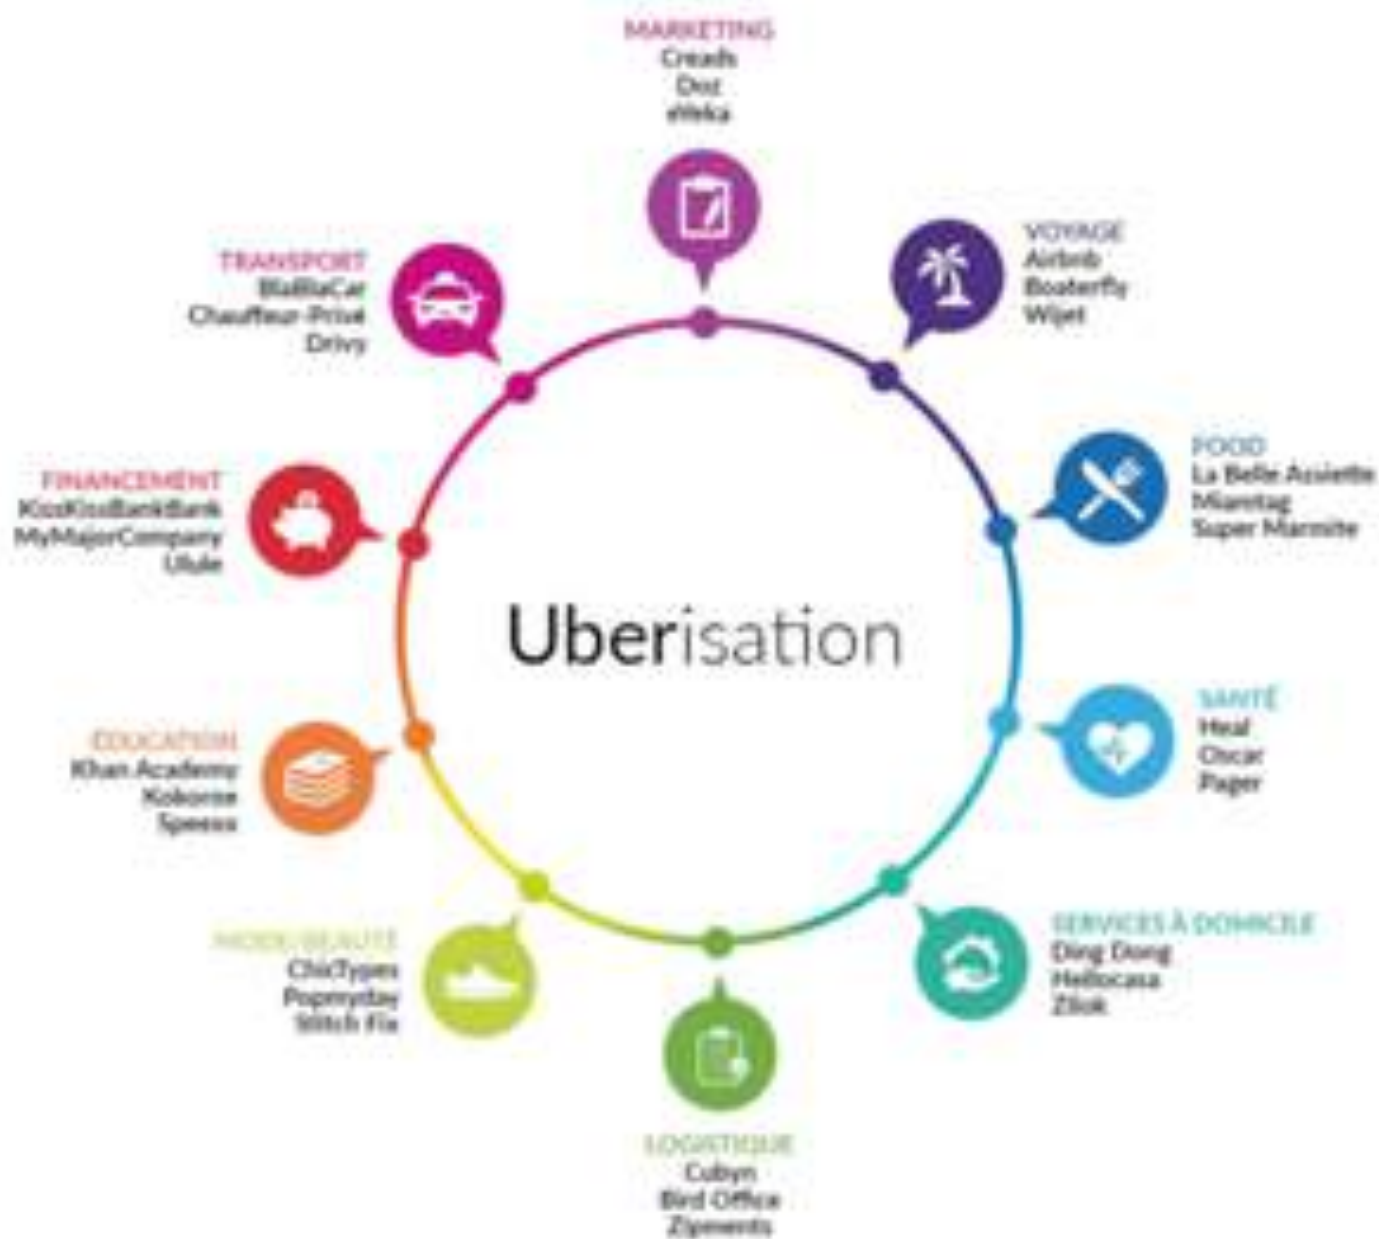 MARKETING
Creads
Doz
eYeka
VOYAGE
Airbnb
Boaterfly
Wijet
FOOD
La Belle Assiette
Super Marmite
SANTÉ
Heal
Oscar
Pager
SERVICES À DOMICILE
Ding Dong
Hellocasa
Zilok
LOGISTIQUE
Cubyn
Bird Office
Zipments
MODE/BEAUTÉ
ChicTypes
Popmyday
Stitch Fix
ÉDUCATION
Khan Academy
Kokoroe
Speexx
FINANCEMENT
KissKissBankBank
MyMajorCompany
Ulule
TRANSPORT
BlaBlaCar
Chauffeur-Privé
Drivy
Uberisation